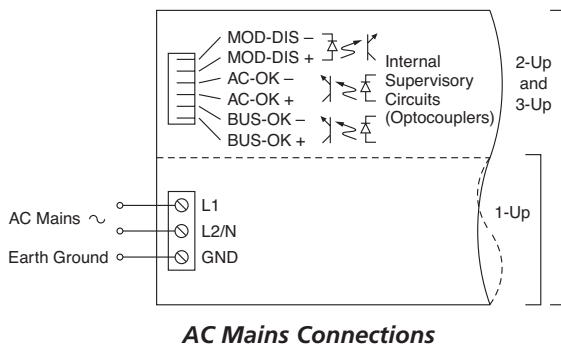 MOD-DIS –
MOD-DIS +
AC-OK –
AC-OK +
BUS-OK –
BUS-OK +
Internal
Supervisory
Circuits
(Optocouplers)
2-Up
and
3-Up
1-Up
AC Mains ∼
Earth Ground
L1
L2/N
GND
AC Mains Connections